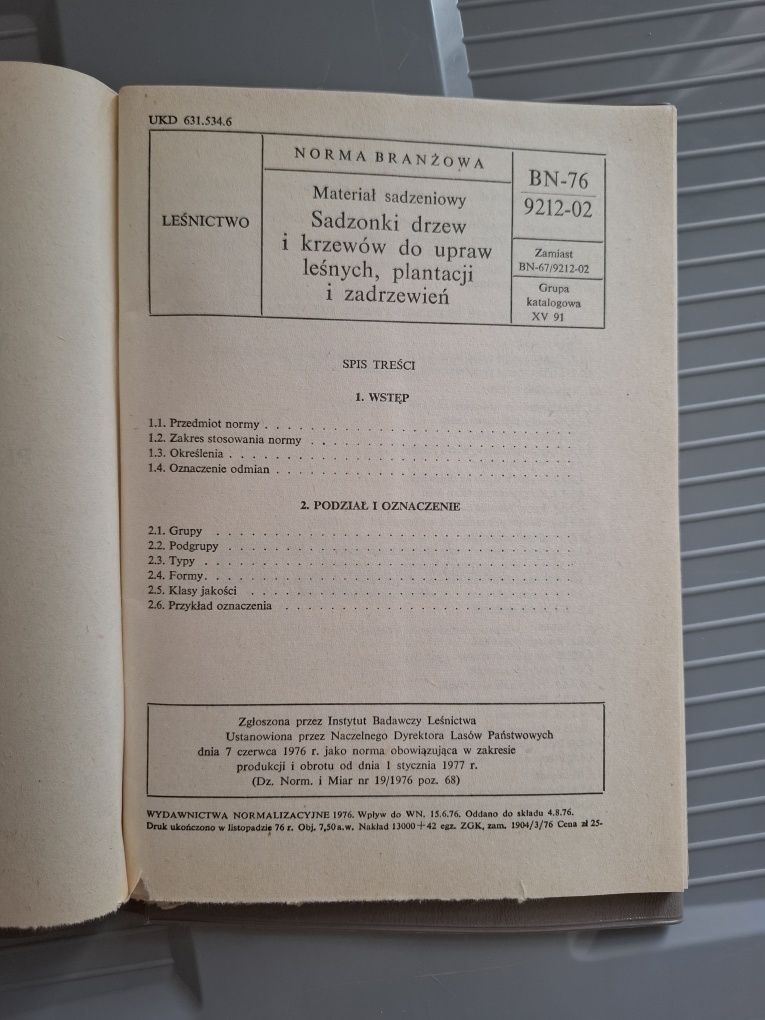 UKD 631.534.6
LEŚNICTWO
NORMA BRANŻOWA
Materiał sadzeniowy
Sadzonki drzew
i krzewów do upraw
leśnych, plantacji
i zadrzewień
BN-76
9212-02
Zamiast
BN-67/9212-02
Grupa
katalogowa
XV 91
SPIS TREŚCI
1. WSTĘP
1.1. Przedmiot normy . . . . . . . . . . . . . . . . . . . . . . . .
1.2. Zakres stosowania normy . . . . . . . . . . . . . . . . . . . . .
1.3. Określenia . . . . . . . . . . . . . . . . . . . . . . . . . . .
1.4. Oznaczenie odmian . . . . . . . . . . . . . . . . . . . . . . . .
2. PODZIAŁ I OZNACZENIE
2.1. Grupy . . . . . . . . . . . . . . . . . . . . . . . . . . . .
2.2. Podgrupy . . . . . . . . . . . . . . . . . . . . . . . . . . .
2.3. Typy . . . . . . . . . . . . . . . . . . . . . . . . . . . . .
2.4. Formy. . . . . . . . . . . . . . . . . . . . . . . . . . . . .
2.5. Klasy jakości . . . . . . . . . . . . . . . . . . . . . . . . . .
2.6. Przykład oznaczenia . . . . . . . . . . . . . . . . . . . . . . .
Zgłoszona przez Instytut Badawczy Leśnictwa
Ustanowiona przez Naczelnego Dyrektora Lasów Państwowych
dnia 7 czerwca 1976 r. jako norma obowiązująca w zakresie
produkcji i obrotu od dnia 1 stycznia 1977 r.
(Dz. Norm. i Miar nr 19/1976 poz. 68)
WYDAWNICTWA NORMALIZACYJNE 1976. Wpływ do WN. 15.6.76. Oddano do składu 4.8.76.
Druk ukończono w listopadzie 76 r. Obj. 7,50 a.w. Nakład 13000+42 egz. ZGK, zam. 1904/3/76 Cena zł 25-